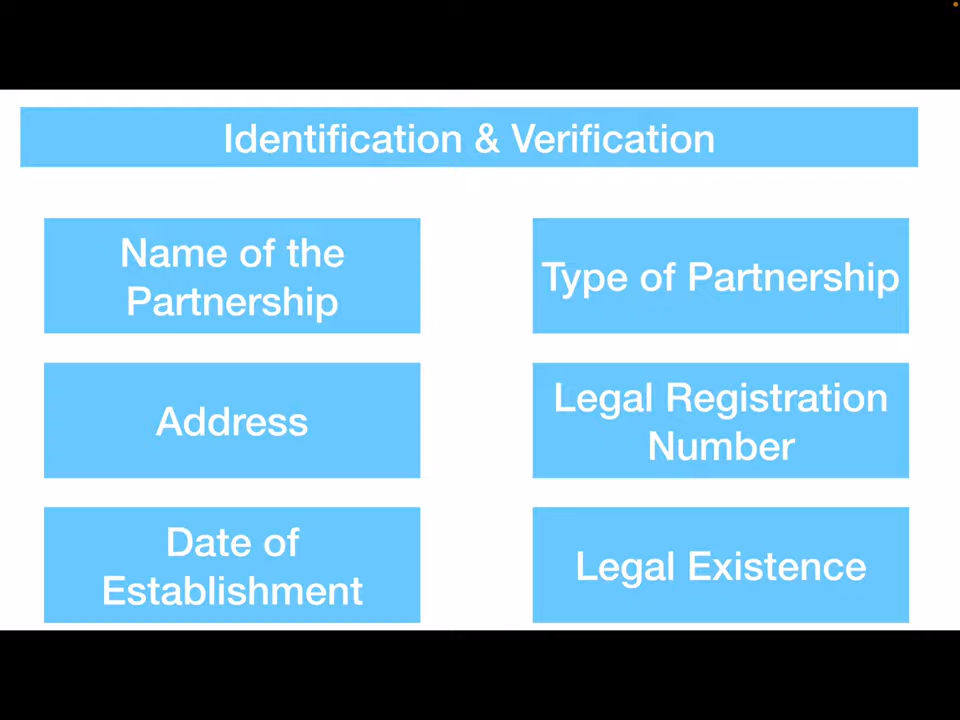 Identification & Verification
Name of the
Partnership
Type of Partnership
Address
Legal Registration
Number
Date of
Establishment
Legal Existence